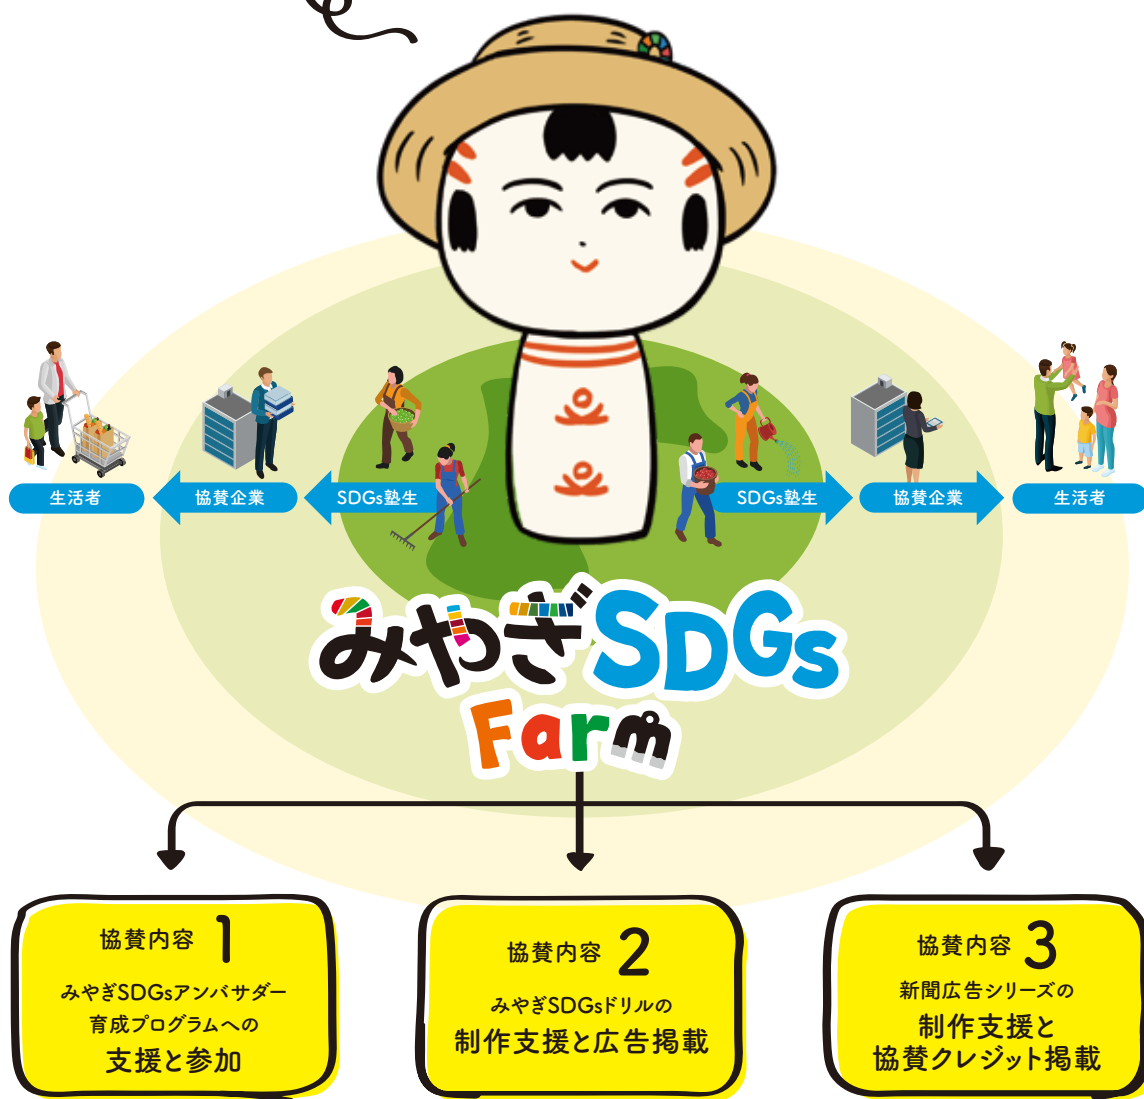 生活者
協賛企業
SDGs塾生
SDGs塾生
協賛企業
生活者
みやぎSDGs
Farm
協賛内容 1
みやぎSDGsアンバサダー
育成プログラムへの
支援と参加
協賛内容 2
みやぎSDGsドリルの
制作支援と広告掲載
協賛内容 3
新聞広告シリーズの
制作支援と
協賛クレジット掲載